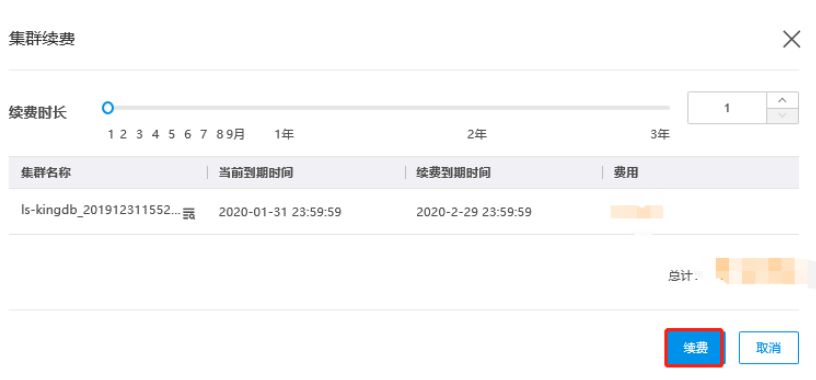 集群续费
续费时长
1
1 2 3 4 5 6 7 8 9月 1年 2年 3年
集群名称 当前到期时间 续费到期时间 费用
ls-kingdb_201912311552... 2020-01-31 23:59:59 2020-2-29 23:59:59
总计:
续费 取消